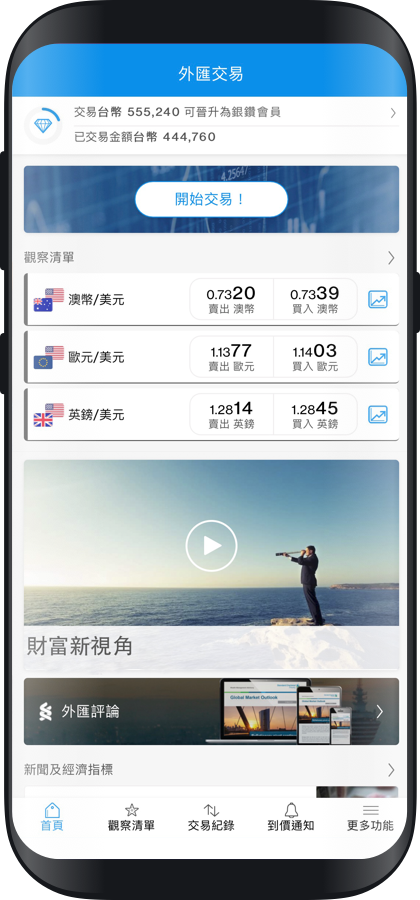 外匯交易
交易台幣 555,240 可晉升為銀鑽會員
已交易金額台幣 444,760
4.25647
開始交易！
觀察清單
澳幣/美元
0.7320
賣出 澳幣
0.7339
買入 澳幣
歐元/美元
1.1377
賣出 歐元
1.1403
買入 歐元
英鎊/美元
1.2814
賣出 英鎊
1.2845
買入 英鎊
財富新視角
外匯評論
Global Market Outlook
新聞及經濟指標
首頁
觀察清單
交易紀錄
到價通知
更多功能